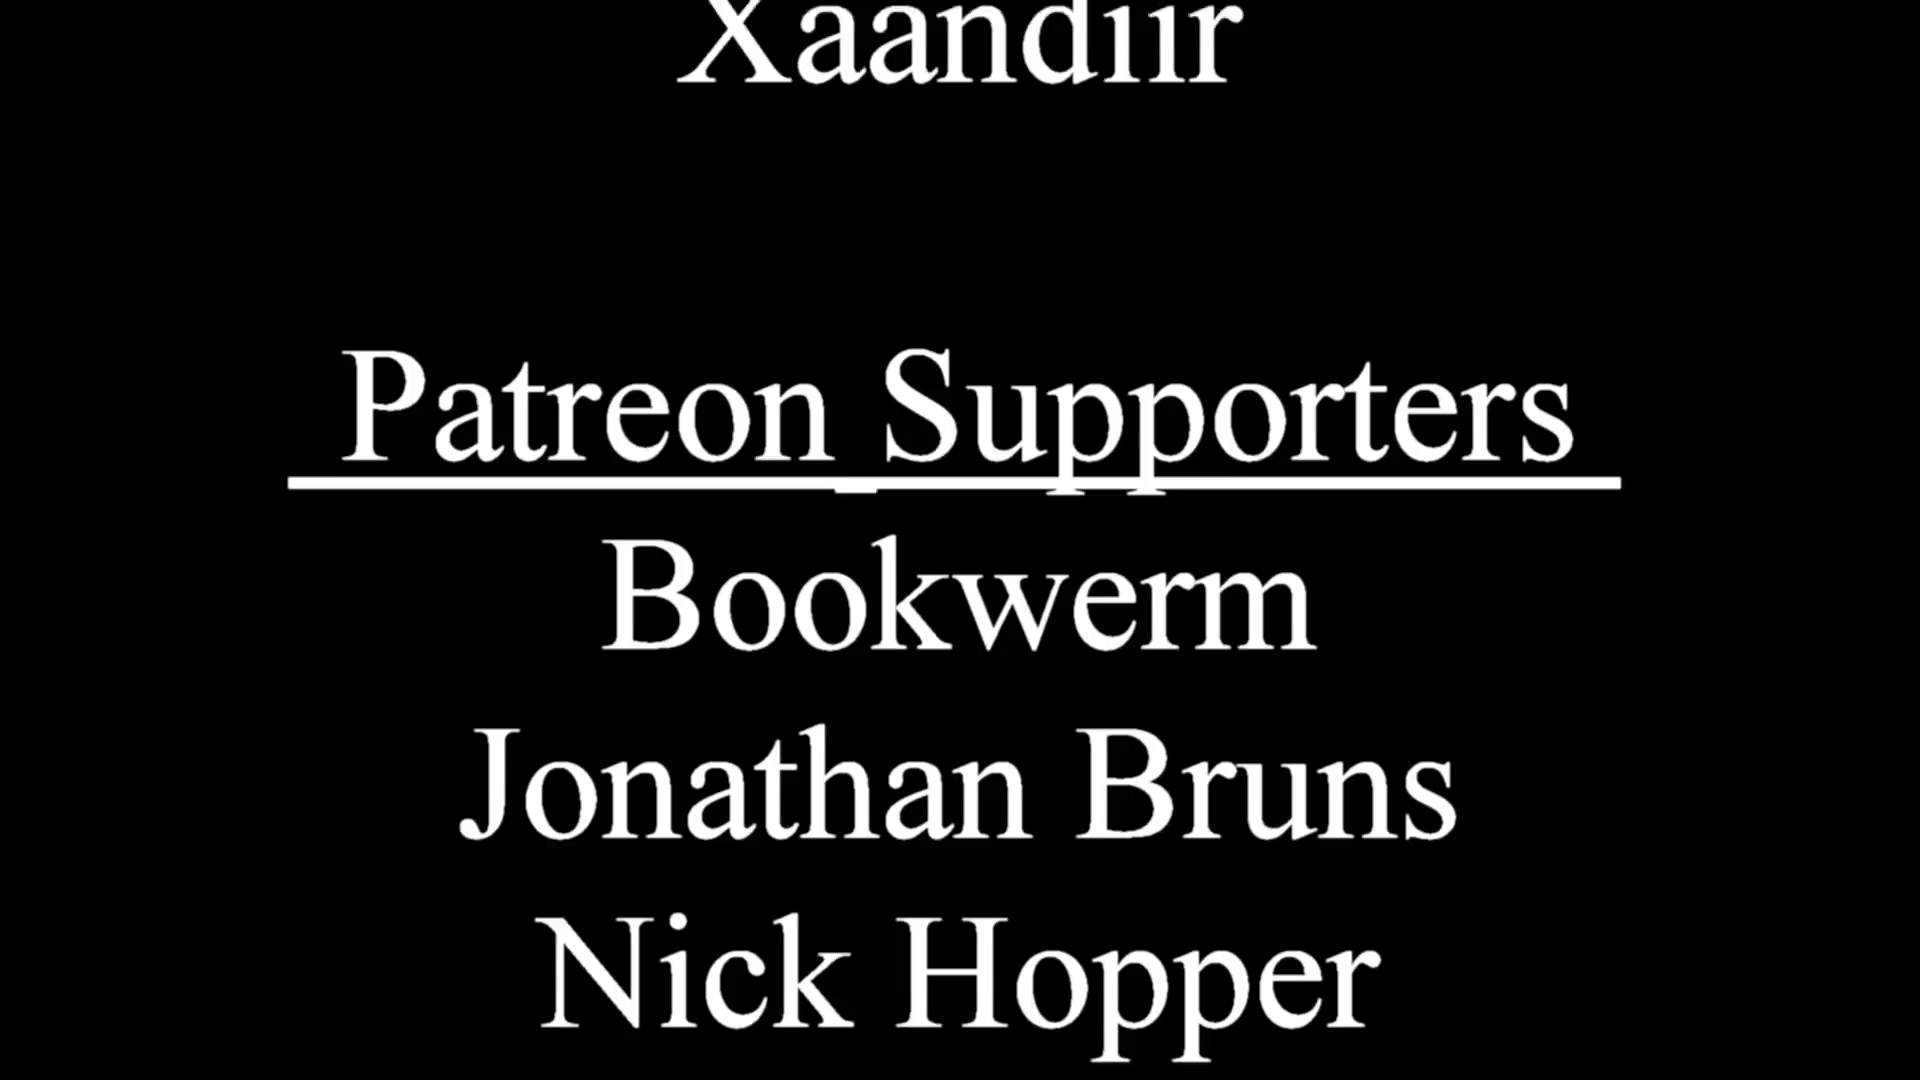 Xaandiir
Patreon Supporters
Bookwerm
Jonathan Bruns
Nick Hopper